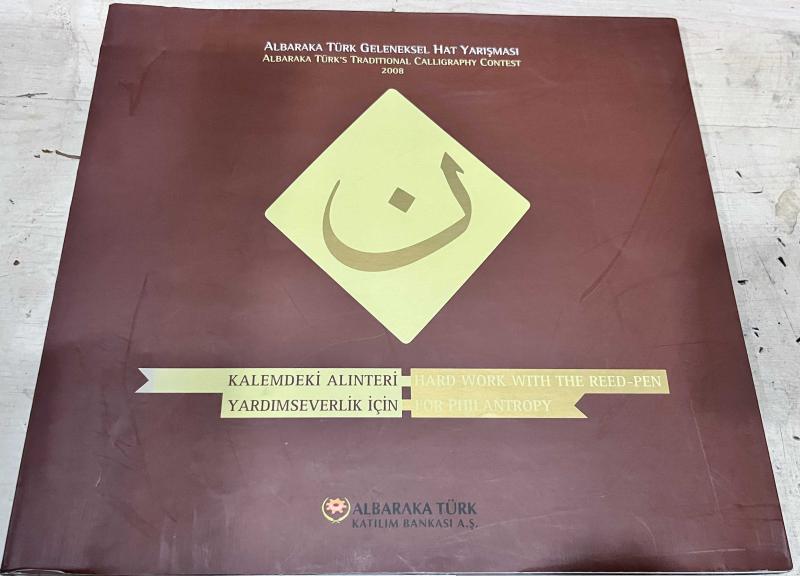 ALBARAKA TÜRK GELENEKSEL HAT YARIŞMASI
ALBARAKA TÜRK'S TRADITIONAL CALLIGRAPHY CONTEST
2008
ن
KALEMDEKİ ALINTERİ HARD WORK WITH THE REED-PEN
YARDIMSEVERLİK İÇİN FOR PHILANTROPY
ALBARAKA TÜRK
KATILIM BANKASI A.Ş.